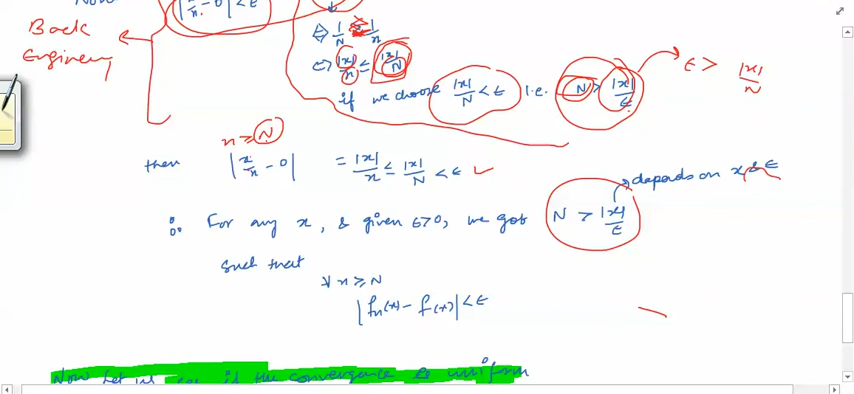 |x/n - 0| < ε
Back
Engineering
⇔ 1/N ≥ 1/n
⇔ |x|/n ≤ |x|/N
if we choose |x|/N < ε i.e. N > |x|/ε
ε > |x|/N
n ≥ N
then |x/n - 0| = |x|/n ≤ |x|/N < ε ✓
depends on x & ε
∴ For any x, & given ε>0, we got N > |x|/ε
such that
∀ n ≥ N
|fn(x) - f(x)| < ε
Now Let us see if the convergence is uniform